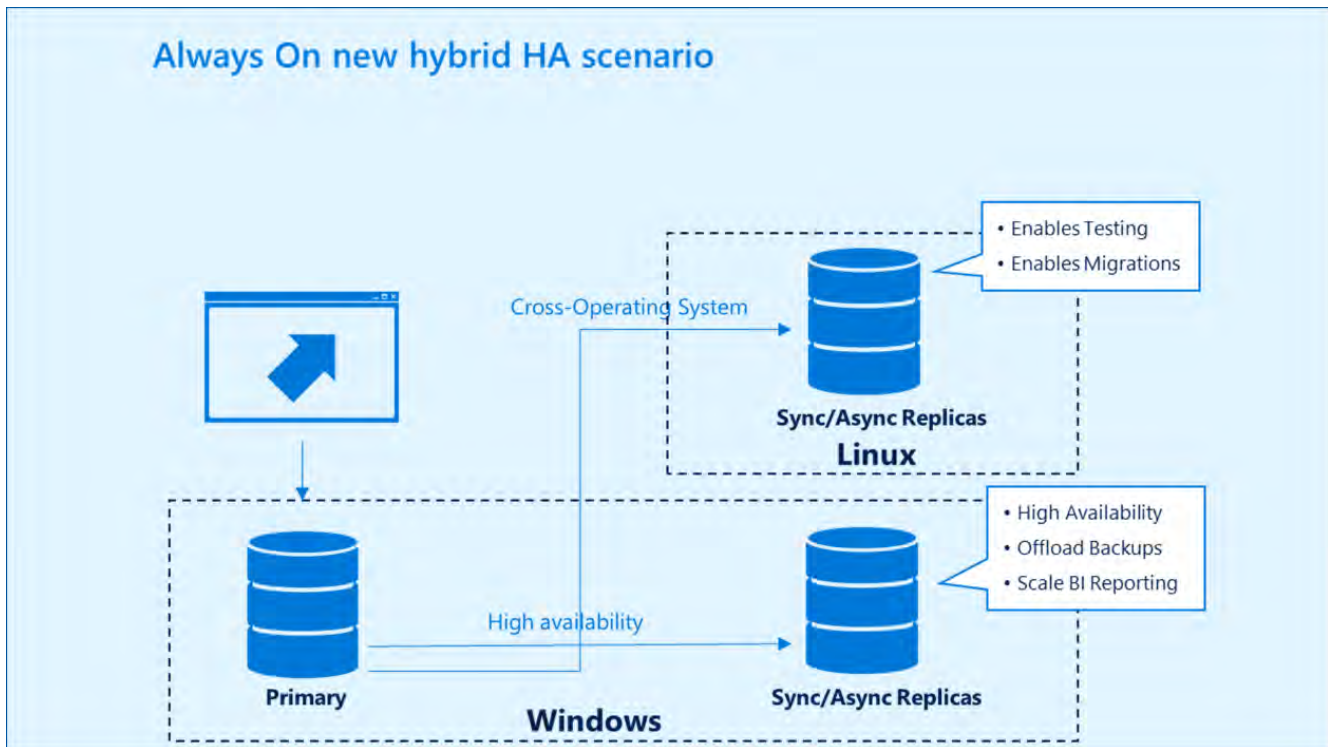 Always On new hybrid HA scenario
• Enables Testing
• Enables Migrations
Cross-Operating System
Sync/Async Replicas
Linux
• High Availability
• Offload Backups
• Scale BI Reporting
High availability
Primary
Sync/Async Replicas
Windows